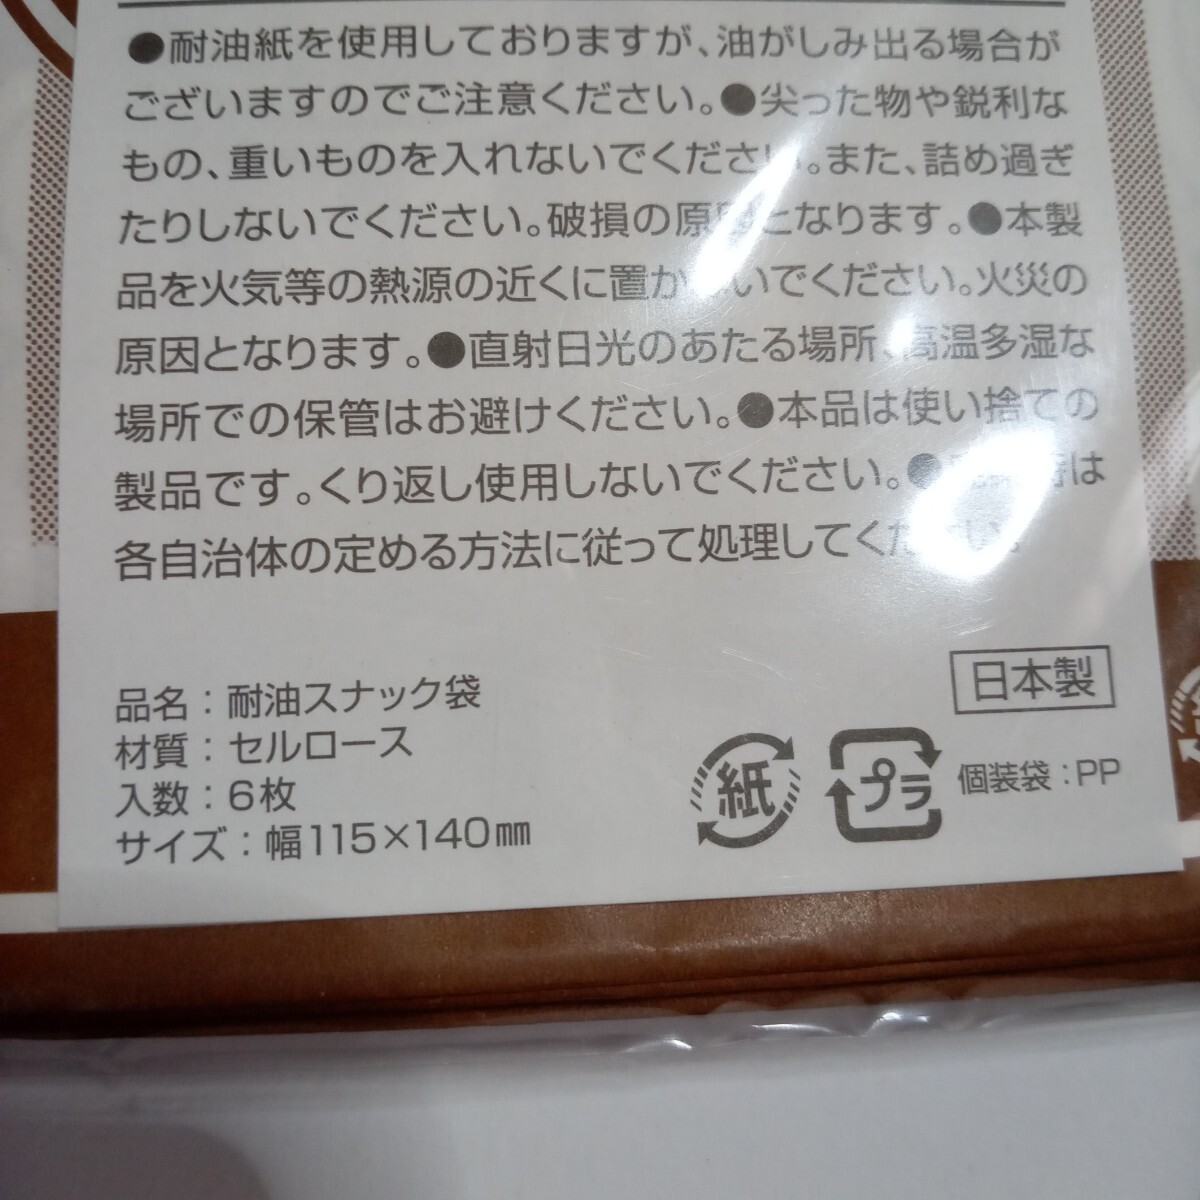 ●耐油紙を使用しておりますが、油がしみ出る場合が
ございますのでご注意ください。●尖った物や鋭利な
もの、重いものを入れないでください。また、詰め過ぎ
たりしないでください。破損の原因となります。●本製
品を火気等の熱源の近くに置かないでください。火災の
原因となります。●直射日光のあたる場所、高温多湿な
場所での保管はお避けください。●本品は使い捨ての
製品です。くり返し使用しないでください。●は
各自治体の定める方法に従って処理してください。
日本製
品名：耐油スナック袋
材質：セルロース
入数：6枚
サイズ：幅115×140㎜
紙
プラ
個装袋：PP